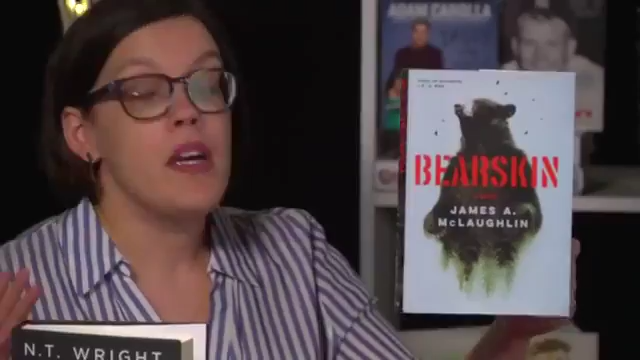 ADAM CAROLLA
BEARSKIN
JAMES A.
McLAUGHLIN
N.T. WRIGHT